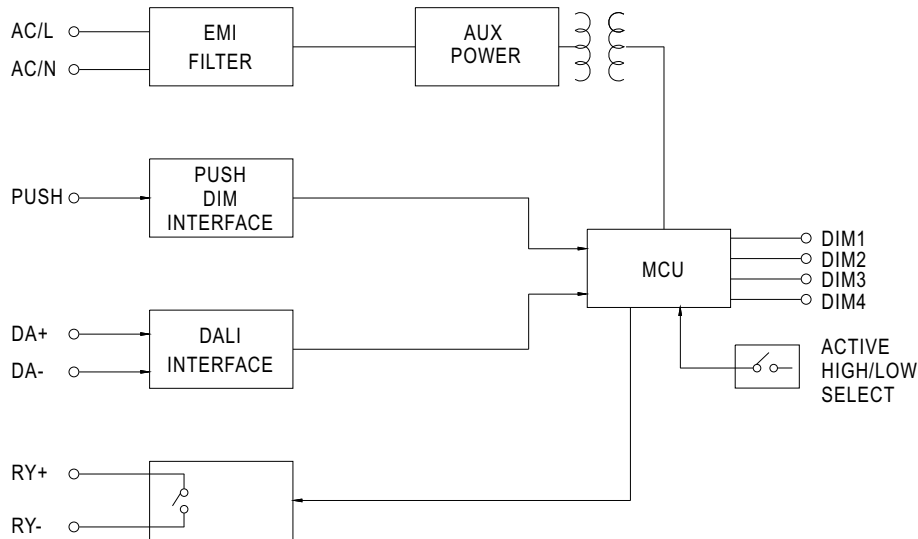 AC/L
AC/N
EMI
FILTER
AUX
POWER
PUSH
PUSH
DIM
INTERFACE
MCU
DIM1
DIM2
DIM3
DIM4
DA+
DA-
DALI
INTERFACE
ACTIVE
HIGH/LOW
SELECT
RY+
RY-